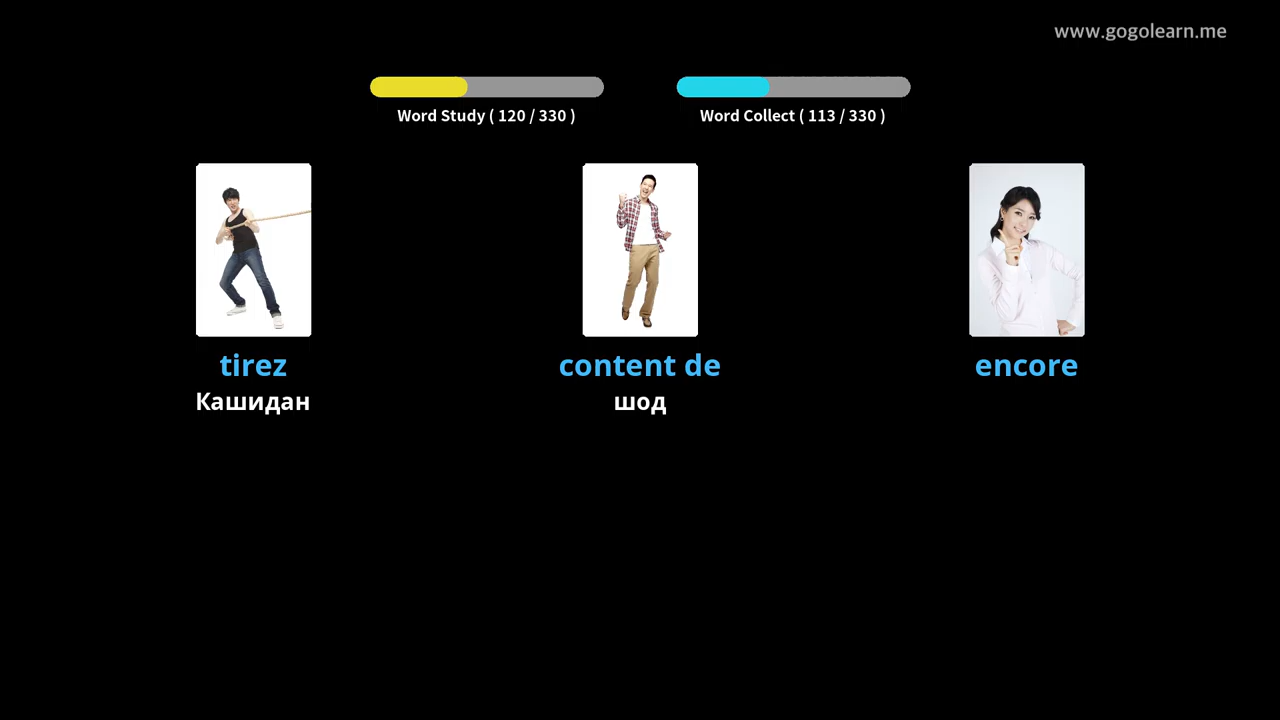 www.gogolearn.me
Word Study ( 120 / 330 )
Word Collect ( 113 / 330 )
tirez
Кашидан
content de
шод
encore